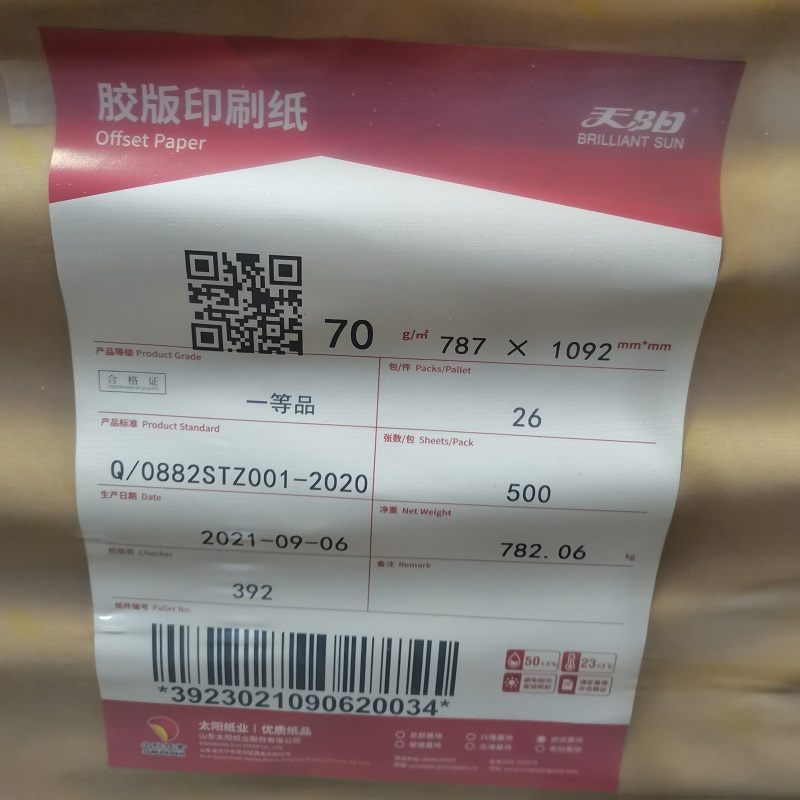 胶版印刷纸
Offset Paper
天阳
BRILLIANT SUN
70 g/m² 787 × 1092 mm*mm
产品等级 Product Grade
合格证
一等品
包/件 Packs/Pallet
26
产品标准 Product Standard
Q/0882STZ001-2020
张数/包 Sheets/Pack
500
生产日期 Date
2021-09-06
净重 Net Weight
782.06 kg
检验员 Checker
392
备注 Remark
纸件编号 Pallet No.
*3923021090620034*
50±5%
23±1℃
太阳纸业 | 优质纸品
山东太阳纸业股份有限公司